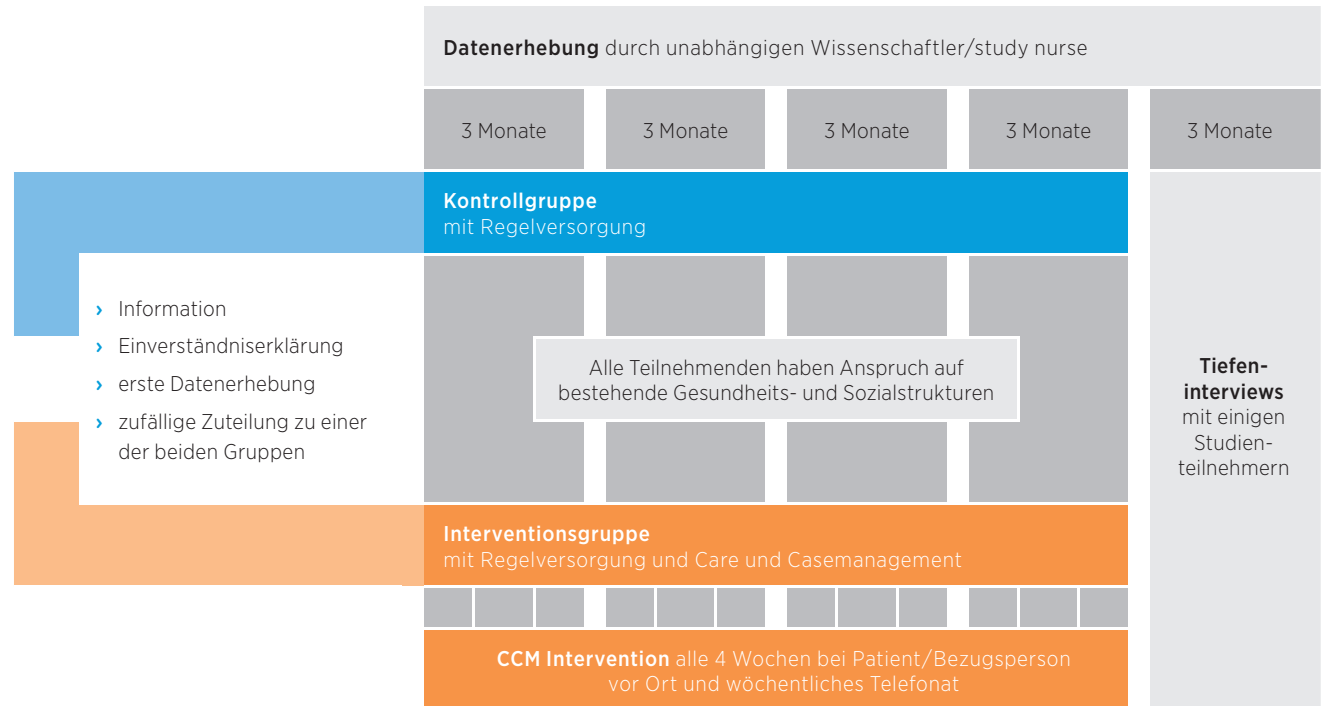 Datenerhebung durch unabhängigen Wissenschaftler/study nurse
3 Monate
3 Monate
3 Monate
3 Monate
3 Monate
Kontrollgruppe
mit Regelversorgung
› Information
› Einverständniserklärung
› erste Datenerhebung
› zufällige Zuteilung zu einer
der beiden Gruppen
Alle Teilnehmenden haben Anspruch auf
bestehende Gesundheits- und Sozialstrukturen
Tiefen-
interviews
mit einigen
Studien-
teilnehmern
Interventionsgruppe
mit Regelversorgung und Care und Casemanagement
CCM Intervention alle 4 Wochen bei Patient/Bezugsperson
vor Ort und wöchentliches Telefonat